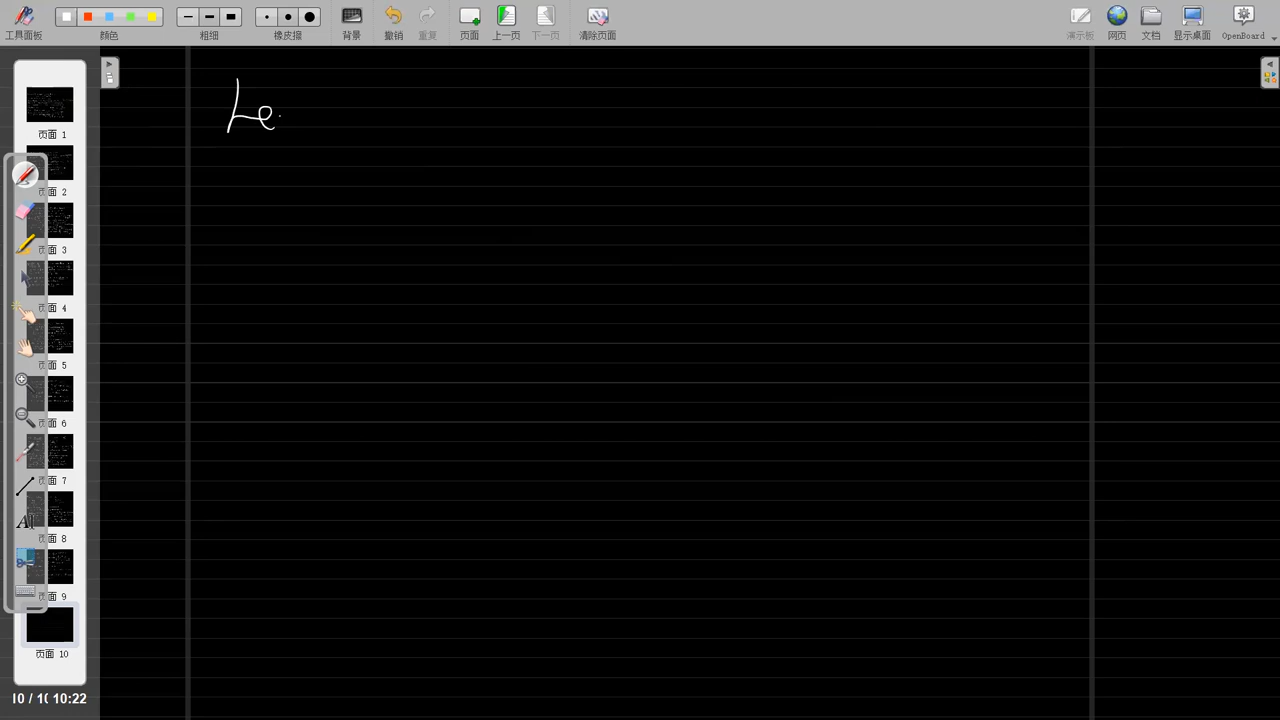 工具面板 颜色 粗细 橡皮擦 背景 撤销 重复 页面 上一页 下一页 清除页面 演示板 网页 文档 显示桌面 OpenBoard
Le
页面 1
页面 2
页面 3
页面 4
页面 5
页面 6
页面 7
页面 8
页面 9
页面 10
10:22